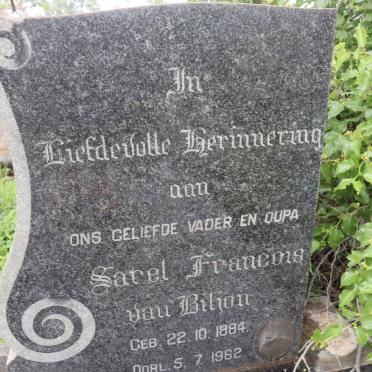 In
Liefdevolle Herinnering
aan
ONS GELIEFDE VADER EN OUPA
Sarel Francois
van Biljon
GEB. 22. 10. 1884.
OORL. 5. 7. 1962.